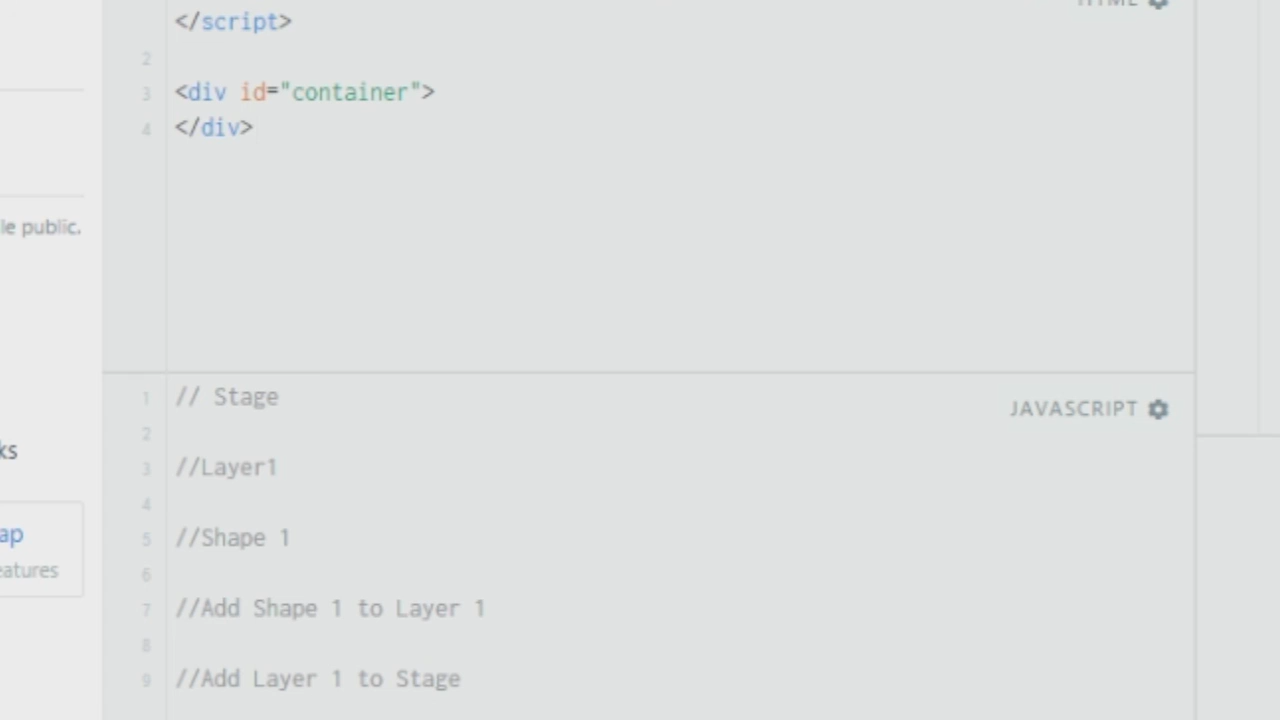 HTML
</script>
2
3 <div id="container">
4 </div>
le public.
1 // Stage
JAVASCRIPT
2
3 //Layer1
4
ks
5 //Shape 1
ap
6
eatures
7 //Add Shape 1 to Layer 1
8
9 //Add Layer 1 to Stage